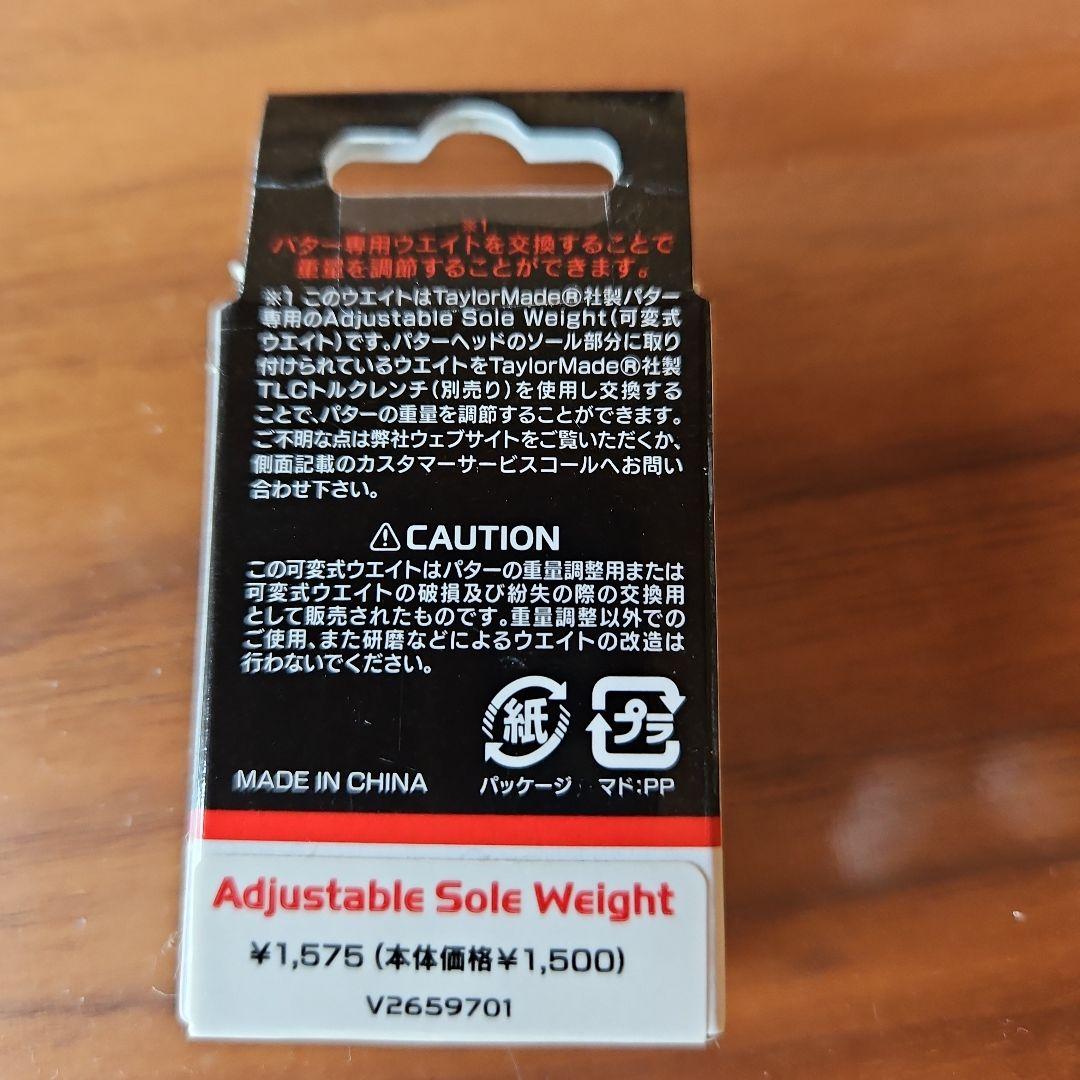 ※1
パター専用ウエイトを交換することで
重量を調節することができます。
※1 このウエイトはTaylorMade®社製パター
専用のAdjustable Sole Weight(可変式
ウエイト)です。パターヘッドのソール部分に取り
付けられているウエイトをTaylorMade®社製
TLCトルクレンチ(別売り)を使用し交換する
ことで、パターの重量を調節することができます。
ご不明な点は弊社ウェブサイトをご覧いただくか、
側面記載のカスタマーサービスコールへお問い
合わせ下さい。
⚠CAUTION
この可変式ウエイトはパターの重量調整用または
可変式ウエイトの破損及び紛失の際の交換用
として販売されたものです。重量調整以外での
ご使用、また研磨などによるウエイトの改造は
行わないでください。
紙 プラ
MADE IN CHINA パッケージ マド:PP
Adjustable Sole Weight
¥1,575(本体価格¥1,500)
V2659701